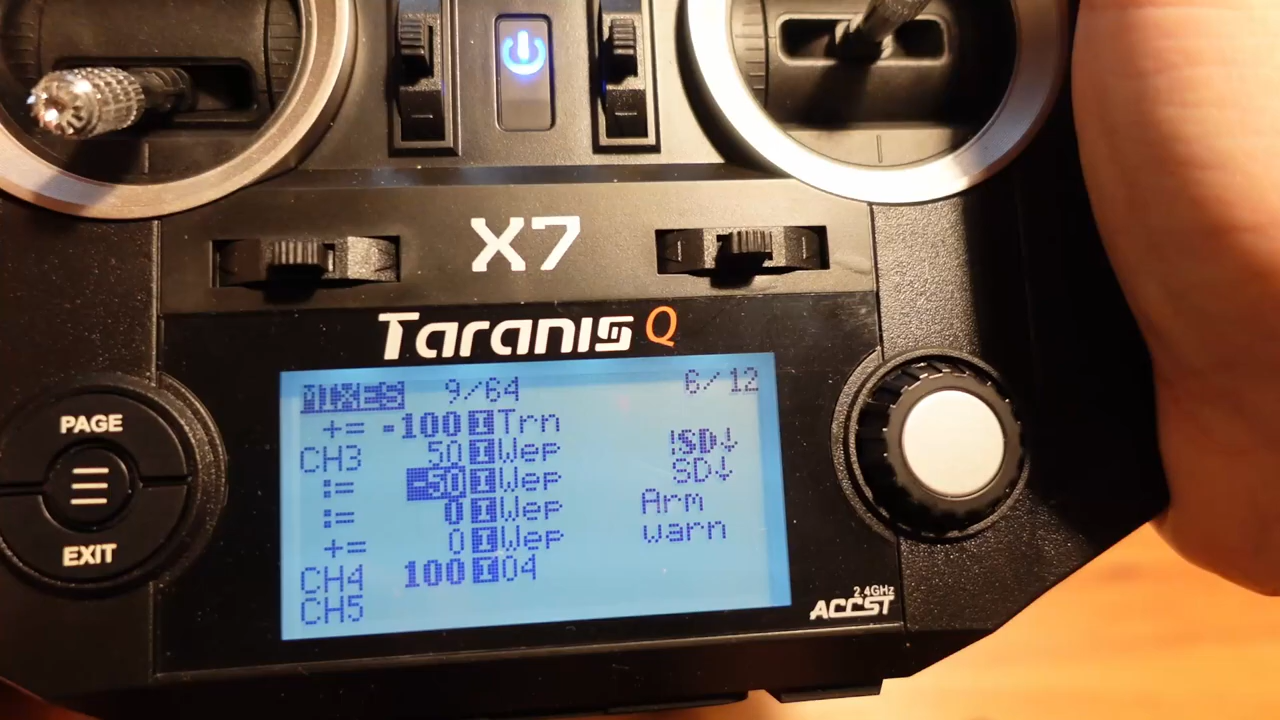 X7
Taranis Q
PAGE
EXIT
MIXES 9/64 6/12
+= -100 I Trn
CH3 50 I Wep !SD↓
:= -50 I Wep SD↓
:= 0 I Wep Arm
+= 0 I Wep warn
CH4 100 I 04
CH5
2.4GHz
ACCST